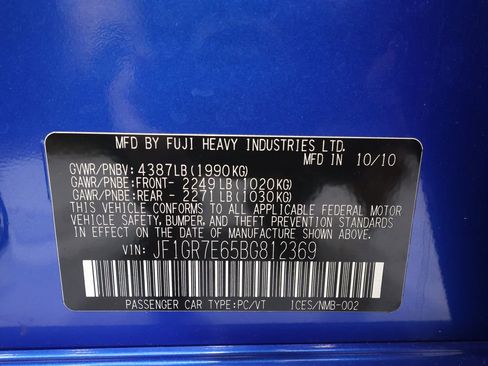 MFD BY FUJI HEAVY INDUSTRIES LTD.
MFD IN 10/10
GVWR/PNBV: 4387LB(1990KG)
GAWR/PNBE:FRONT- 2249LB(1020KG)
GAWR/PNBE:REAR - 2271LB(1030KG)
THIS VEHICLE CONFORMS TO ALL APPLICABLE FEDERAL MOTOR
VEHICLE SAFETY,BUMPER,AND THEFT PREVENTION STANDARDS
IN EFFECT ON THE DATE OF MANUFACTURE SHOWN ABOVE.
VIN: JF1GR7E65BG812369
PASSENGER CAR TYPE:PC/VT ICES/NMB-002